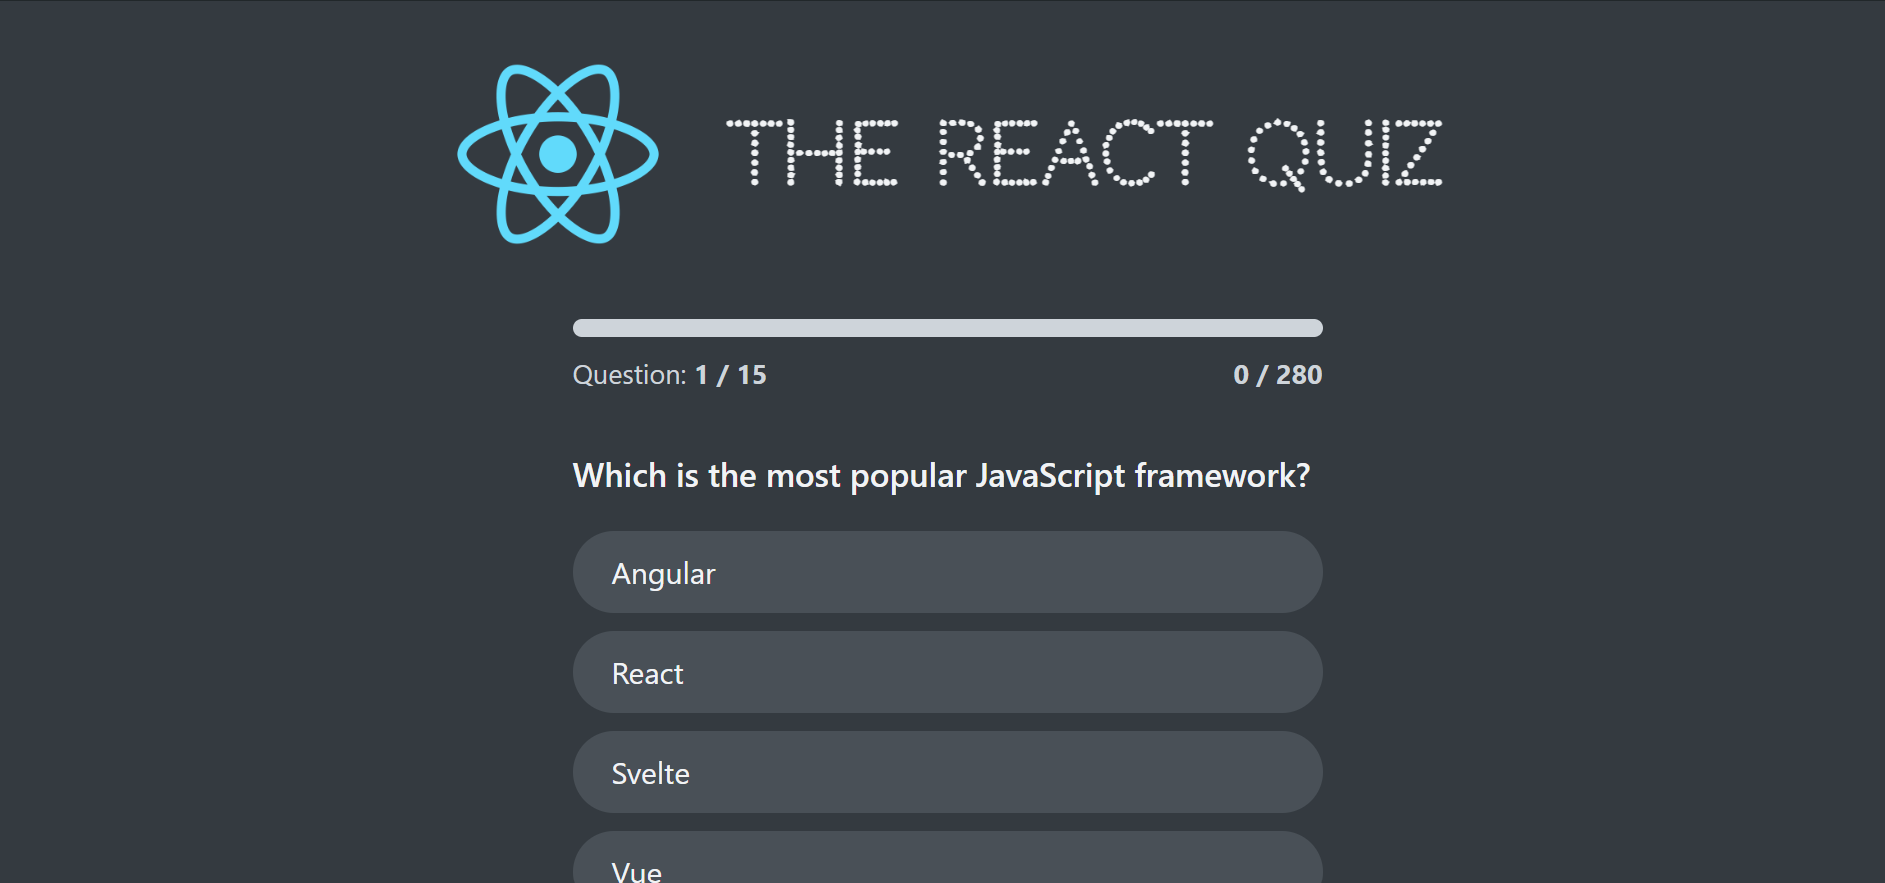 THE REACT QUIZ
Question: 1 / 15
0 / 280
Which is the most popular JavaScript framework?
Angular
React
Svelte
Vue